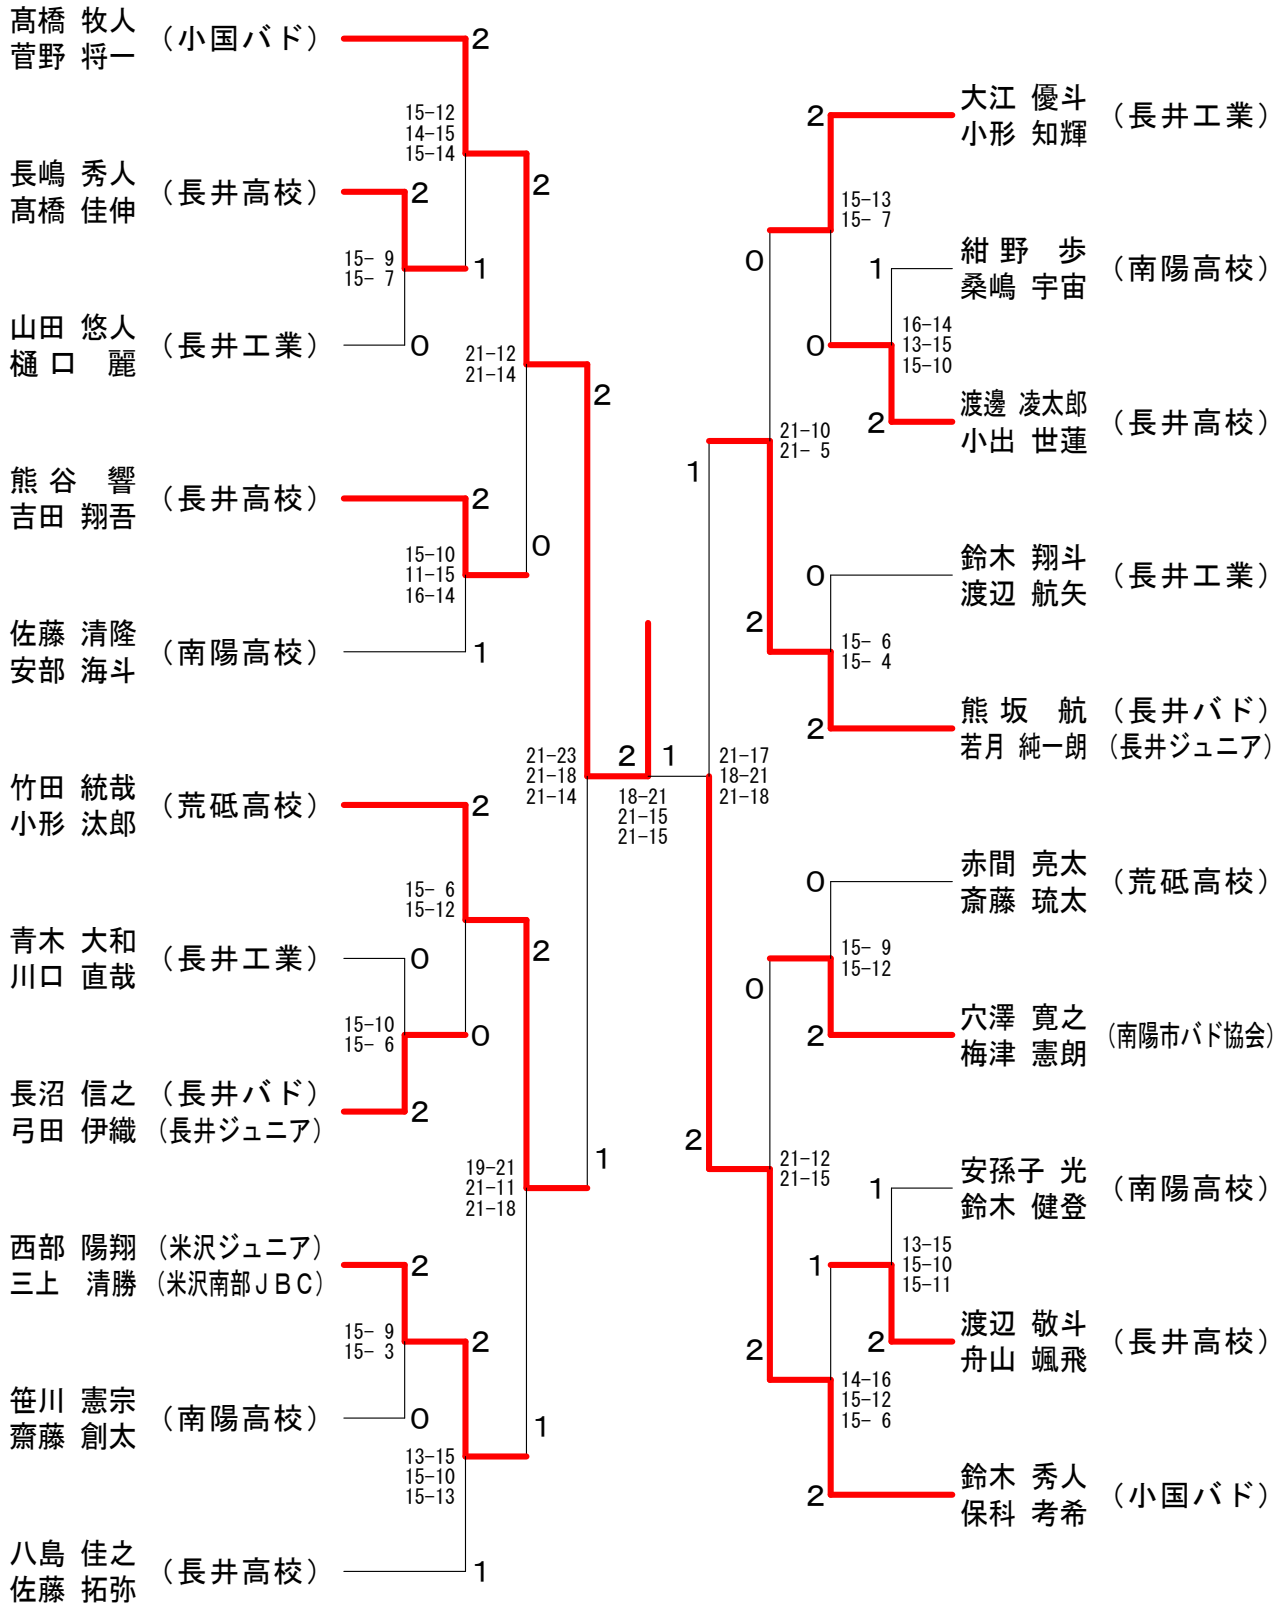 髙橋 牧人
菅野 将一
(小国バド)
2
15-12
14-15
15-14
長嶋 秀人
髙橋 佳伸
(長井高校)
2
2
15- 9
15- 7
1
山田 悠人
樋口 麗
(長井工業)
0
21-12
21-14
2
熊谷 響
吉田 翔吾
(長井高校)
2
0
15-10
11-15
16-14
佐藤 清隆
安部 海斗
(南陽高校)
1
21-23
21-18
21-14
竹田 統哉
小形 汰郎
(荒砥高校)
2
15- 6
15-12
青木 大和
川口 直哉
(長井工業)
0
2
15-10
15- 6
0
長沼 信之
弓田 伊織
(長井バド)
(長井ジュニア)
2
19-21
21-11
21-18
1
西部 陽翔
三上 清勝
(米沢ジュニア)
(米沢南部JBC)
2
15- 9
15- 3
2
笹川 憲宗
齋藤 創太
(南陽高校)
0
1
13-15
15-10
15-13
八島 佳之
佐藤 拓弥
(長井高校)
1
2
1
18-21
21-15
21-15
2
大江 優斗
小形 知輝
(長井工業)
15-13
15- 7
0
1
紺野 歩
桑嶋 宇宙
(南陽高校)
0
16-14
13-15
15-10
2
渡邊 凌太郎
小出 世蓮
(長井高校)
21-10
21- 5
1
0
鈴木 翔斗
渡辺 航矢
(長井工業)
2
15- 6
15- 4
2
熊坂 航
若月 純一朗
(長井バド)
(長井ジュニア)
21-17
18-21
21-18
0
赤間 亮太
斎藤 琉太
(荒砥高校)
15- 9
15-12
0
2
穴澤 寛之
梅津 憲朗
(南陽市バド協会)
2
21-12
21-15
1
安孫子 光
鈴木 健登
(南陽高校)
1
13-15
15-10
15-11
2
渡辺 敬斗
舟山 颯飛
(長井高校)
2
14-16
15-12
15- 6
2
鈴木 秀人
保科 考希
(小国バド)